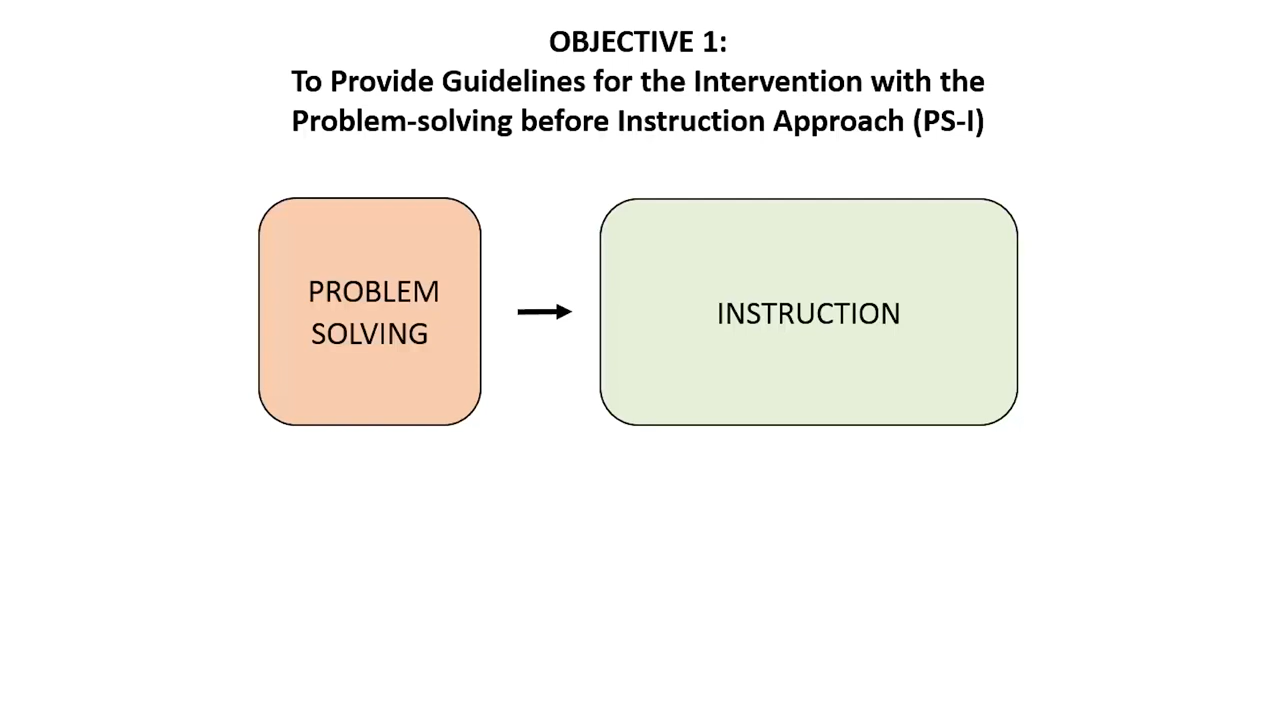 OBJECTIVE 1:
To Provide Guidelines for the Intervention with the
Problem-solving before Instruction Approach (PS-I)
PROBLEM
SOLVING
INSTRUCTION